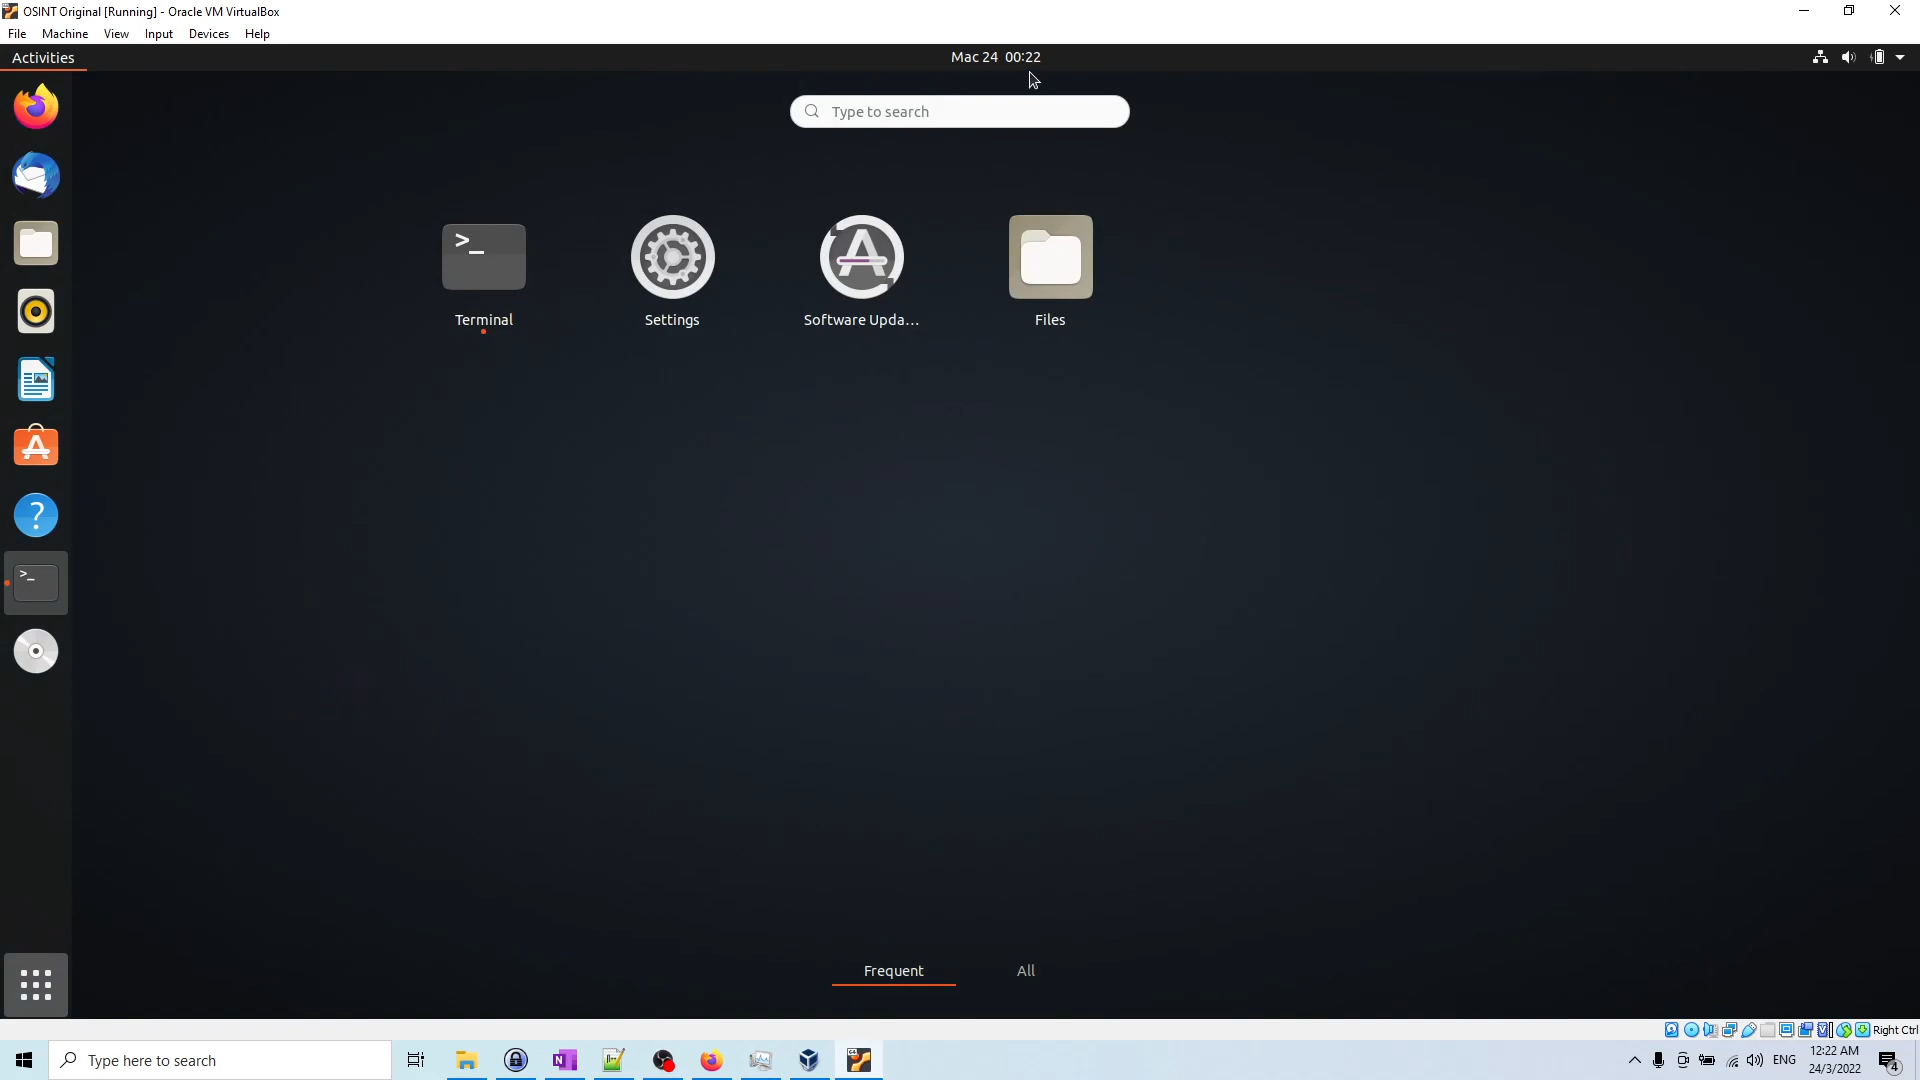 OSINT Original [Running] - Oracle VM VirtualBox
File Machine View Input Devices Help
Activities
Mac 24 00:22
Type to search
Terminal
Settings
Software Upda...
Files
Frequent
All
Right Ctrl
Type here to search
ENG
12:22 AM
24/3/2022
4